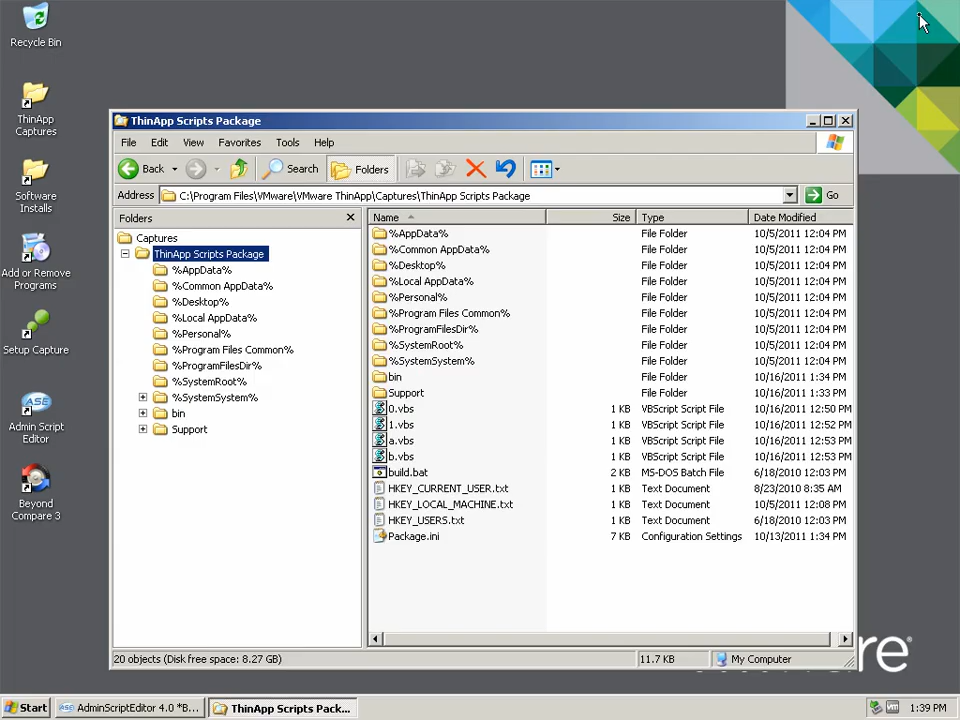 Recycle Bin
ThinApp
Captures
Software
Installs
Add or Remove
Programs
Setup Capture
ASE
Admin Script
Editor
Beyond
Compare 3
ThinApp Scripts Package
File Edit View Favorites Tools Help
Back Search Folders
Address C:\Program Files\VMware\VMware ThinApp\Captures\ThinApp Scripts Package Go
Folders
Captures
ThinApp Scripts Package
%AppData%
%Common AppData%
%Desktop%
%Local AppData%
%Personal%
%Program Files Common%
%ProgramFilesDir%
%SystemRoot%
%SystemSystem%
bin
Support
Name Size Type Date Modified
%AppData% File Folder 10/5/2011 12:04 PM
%Common AppData% File Folder 10/5/2011 12:04 PM
%Desktop% File Folder 10/5/2011 12:04 PM
%Local AppData% File Folder 10/5/2011 12:04 PM
%Personal% File Folder 10/5/2011 12:04 PM
%Program Files Common% File Folder 10/5/2011 12:04 PM
%ProgramFilesDir% File Folder 10/5/2011 12:04 PM
%SystemRoot% File Folder 10/5/2011 12:04 PM
%SystemSystem% File Folder 10/5/2011 12:04 PM
bin File Folder 10/16/2011 1:34 PM
Support File Folder 10/16/2011 1:33 PM
0.vbs 1 KB VBScript Script File 10/16/2011 12:50 PM
1.vbs 1 KB VBScript Script File 10/16/2011 12:52 PM
a.vbs 1 KB VBScript Script File 10/16/2011 12:53 PM
b.vbs 1 KB VBScript Script File 10/16/2011 12:53 PM
build.bat 2 KB MS-DOS Batch File 6/18/2010 12:03 PM
HKEY_CURRENT_USER.txt 1 KB Text Document 8/23/2010 8:35 AM
HKEY_LOCAL_MACHINE.txt 1 KB Text Document 10/5/2011 12:08 PM
HKEY_USERS.txt 1 KB Text Document 6/18/2010 12:03 PM
Package.ini 7 KB Configuration Settings 10/13/2011 1:34 PM
20 objects (Disk free space: 8.27 GB) 11.7 KB My Computer
re®
Start AdminScriptEditor 4.0 *B... ThinApp Scripts Pack... vm 1:39 PM